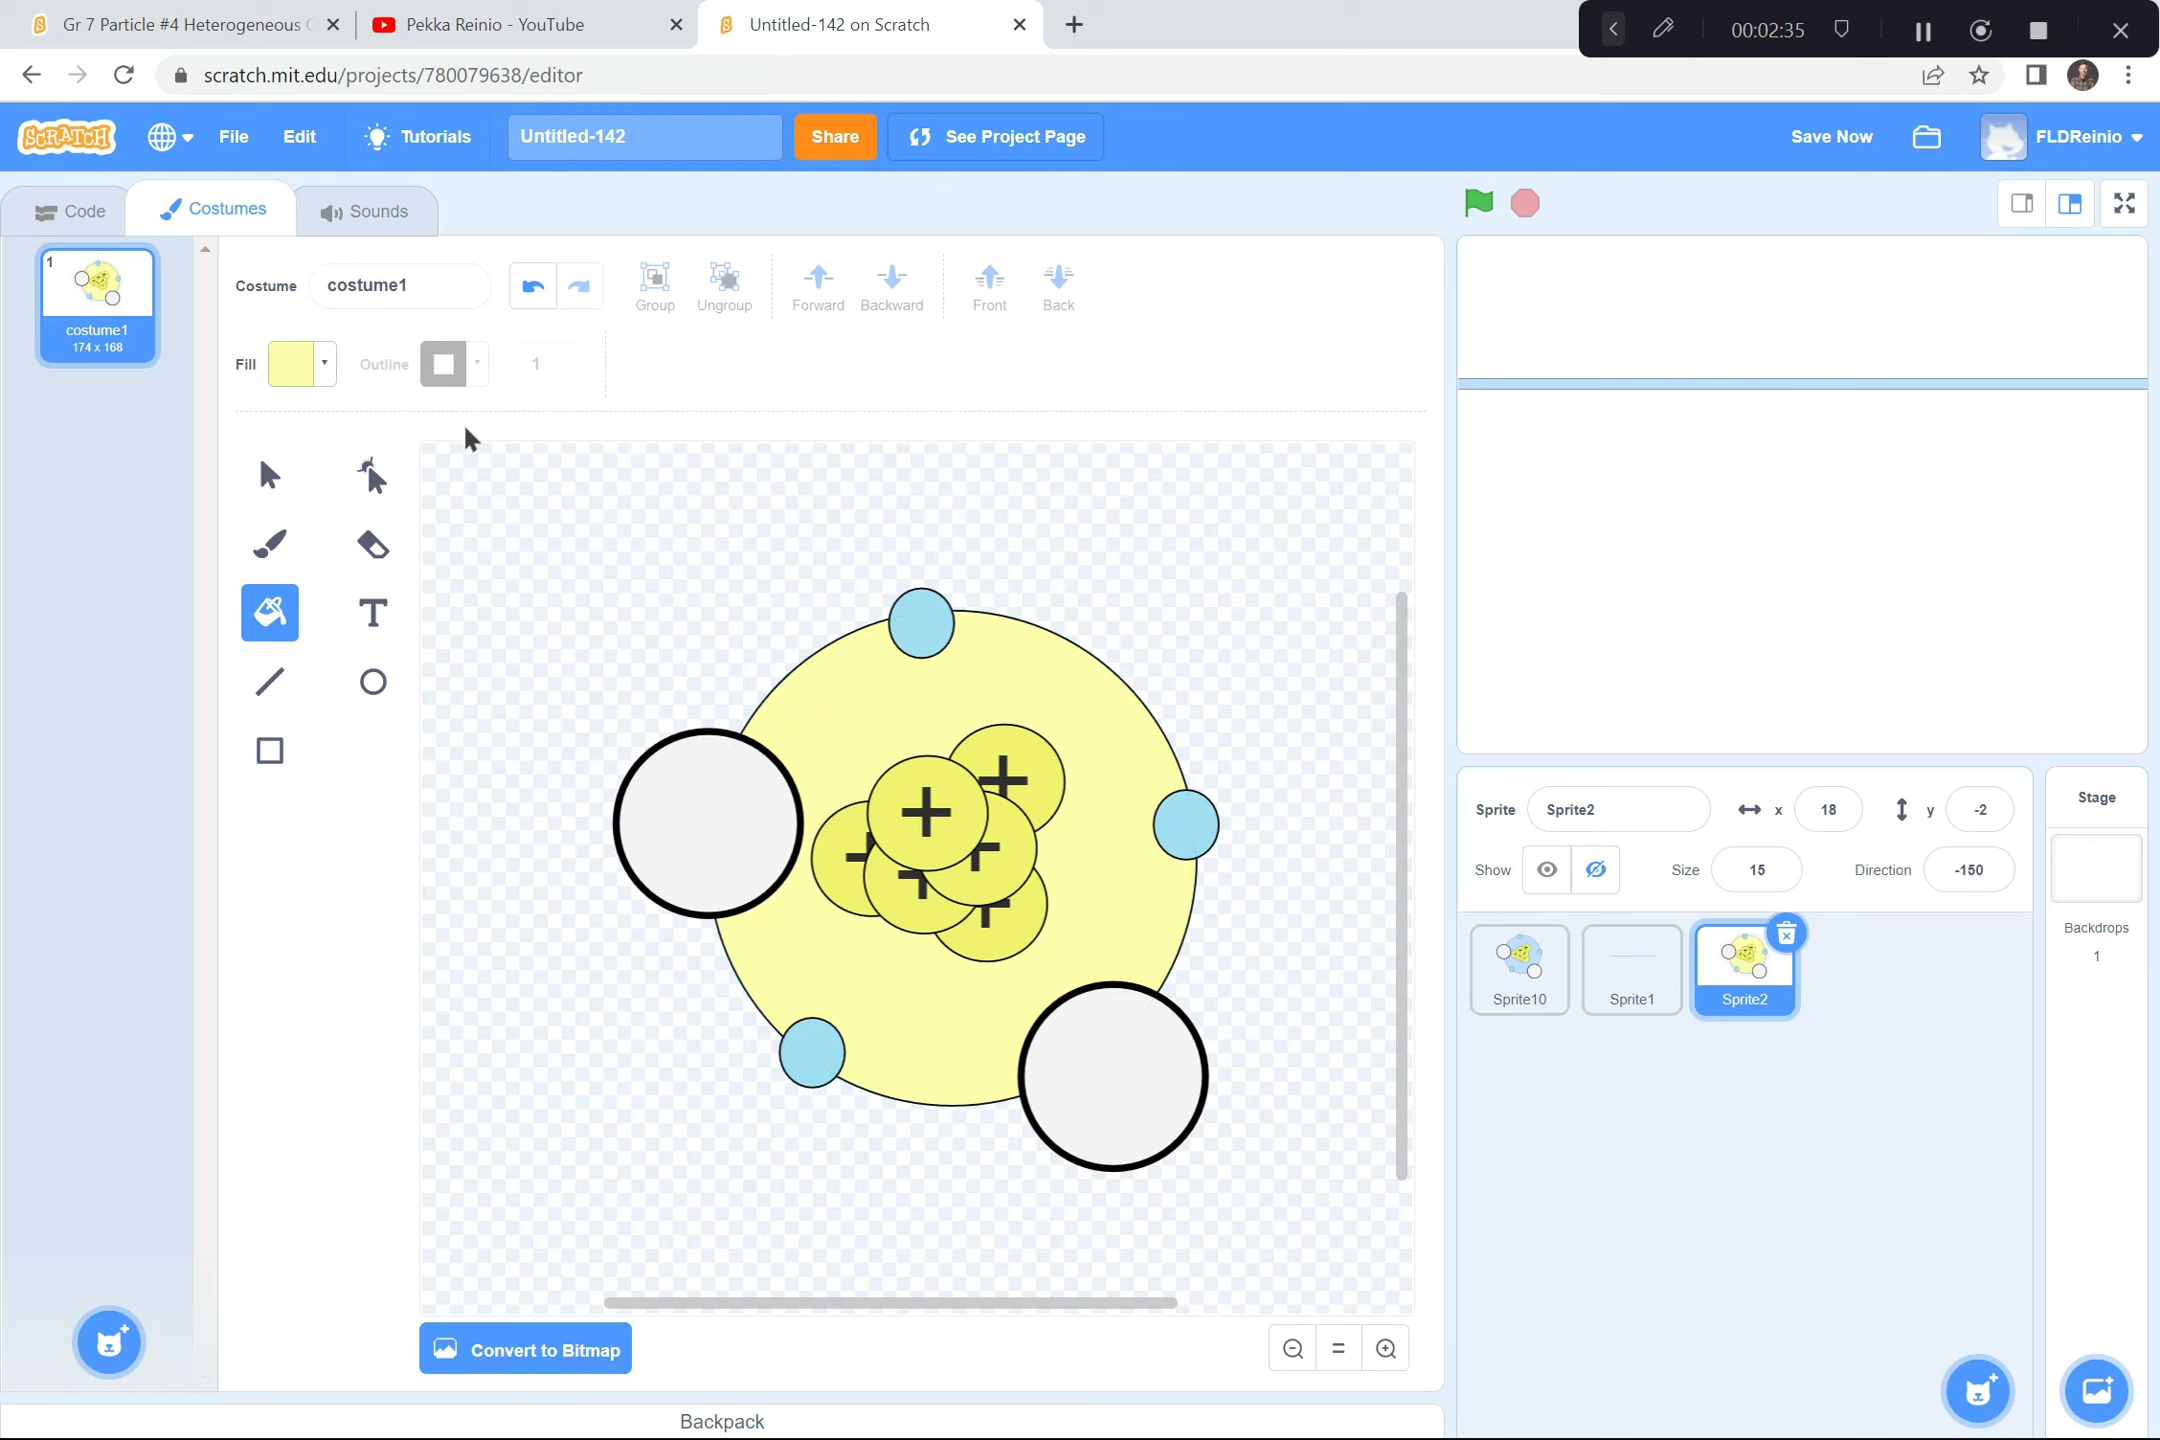 Gr 7 Particle #4 Heterogeneous
Pekka Reinio - YouTube
Untitled-142 on Scratch
00:02:35
scratch.mit.edu/projects/780079638/editor
SCRATCH
File
Edit
Tutorials
Untitled-142
Share
See Project Page
Save Now
FLDReinio
Code
Costumes
Sounds
1
costume1
174 x 168
Costume
costume1
Group
Ungroup
Forward
Backward
Front
Back
Fill
Outline
1
T
+
+
+
+
+
+
Convert to Bitmap
=
Backpack
Sprite
Sprite2
x
18
y
-2
Show
Size
15
Direction
-150
Sprite10
Sprite1
Sprite2
Stage
Backdrops
1